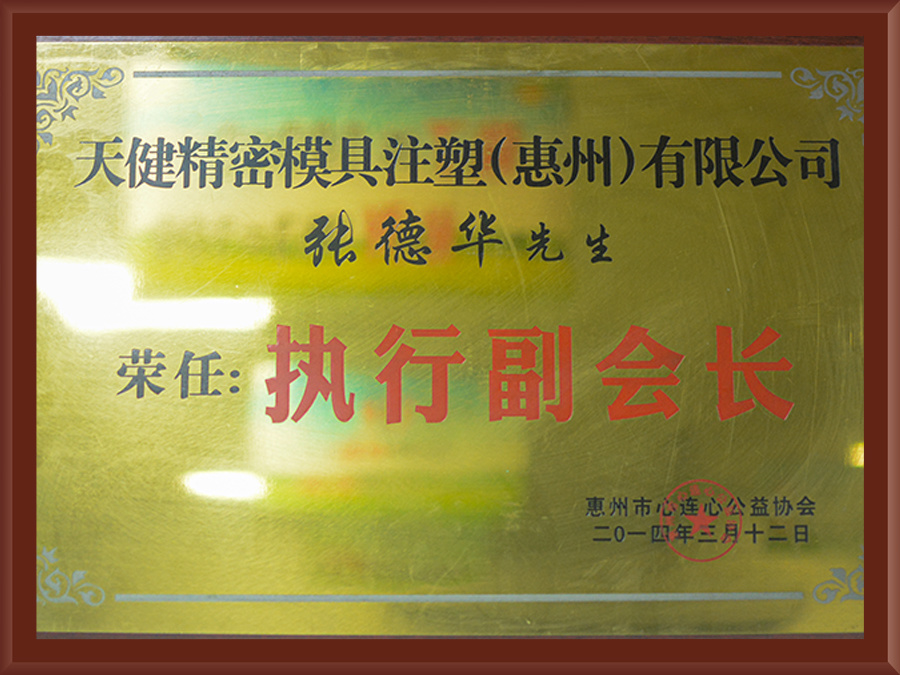 天健精密模具注塑(惠州)有限公司
张德华先生
荣任:执行副会长
惠州市心连心公益协会
二0一四年三月十二日